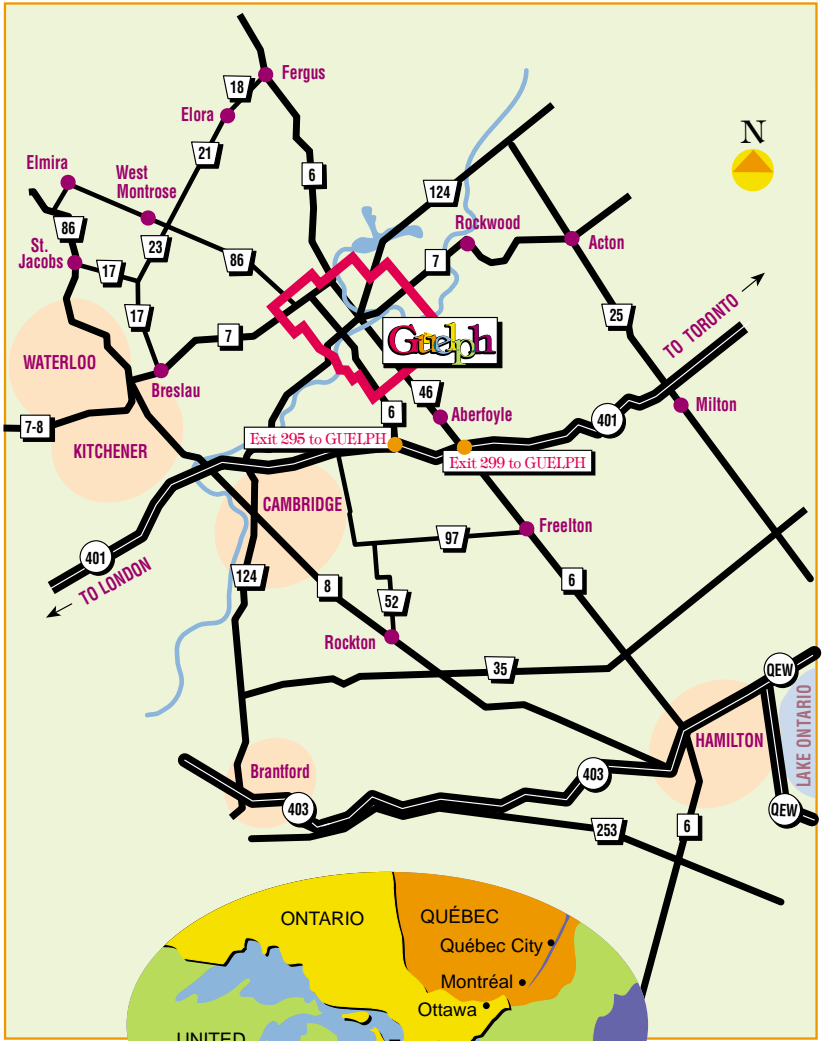 Fergus
18
Elora
N
21
Elmira
West
Montrose
6
124
86
Rockwood
St.
Jacobs
23
86
7
Acton
17
17
25
TO TORONTO
7
Guelph
WATERLOO
Breslau
46
6
Aberfoyle
401
Milton
7-8
Exit 295 to GUELPH
KITCHENER
Exit 299 to GUELPH
CAMBRIDGE
Freelton
97
401
TO LONDON
124
8
6
52
Rockton
35
QEW
HAMILTON
LAKE ONTARIO
Brantford
403
403
QEW
6
253
ONTARIO
QUÉBEC
Québec City
Montréal
Ottawa
UNITED